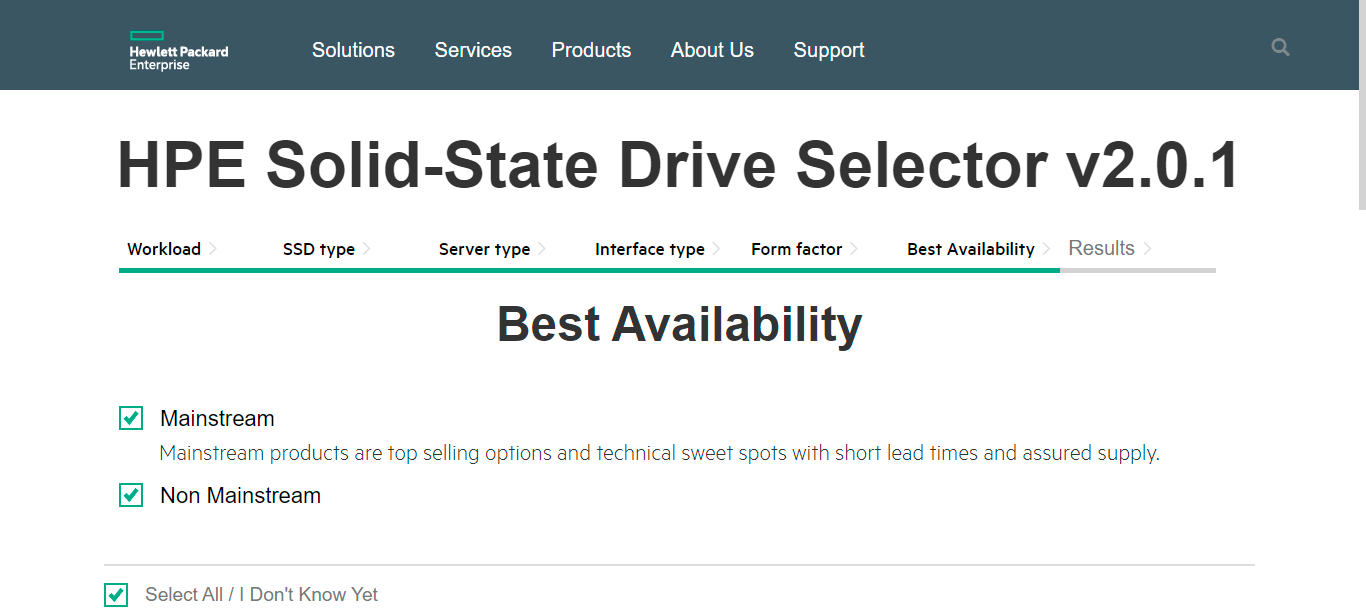 Hewlett Packard
Enterprise
Solutions Services Products About Us Support
HPE Solid-State Drive Selector v2.0.1
Workload SSD type Server type Interface type Form factor Best Availability Results
Best Availability
Mainstream
Mainstream products are top selling options and technical sweet spots with short lead times and assured supply.
Non Mainstream
Select All / I Don't Know Yet